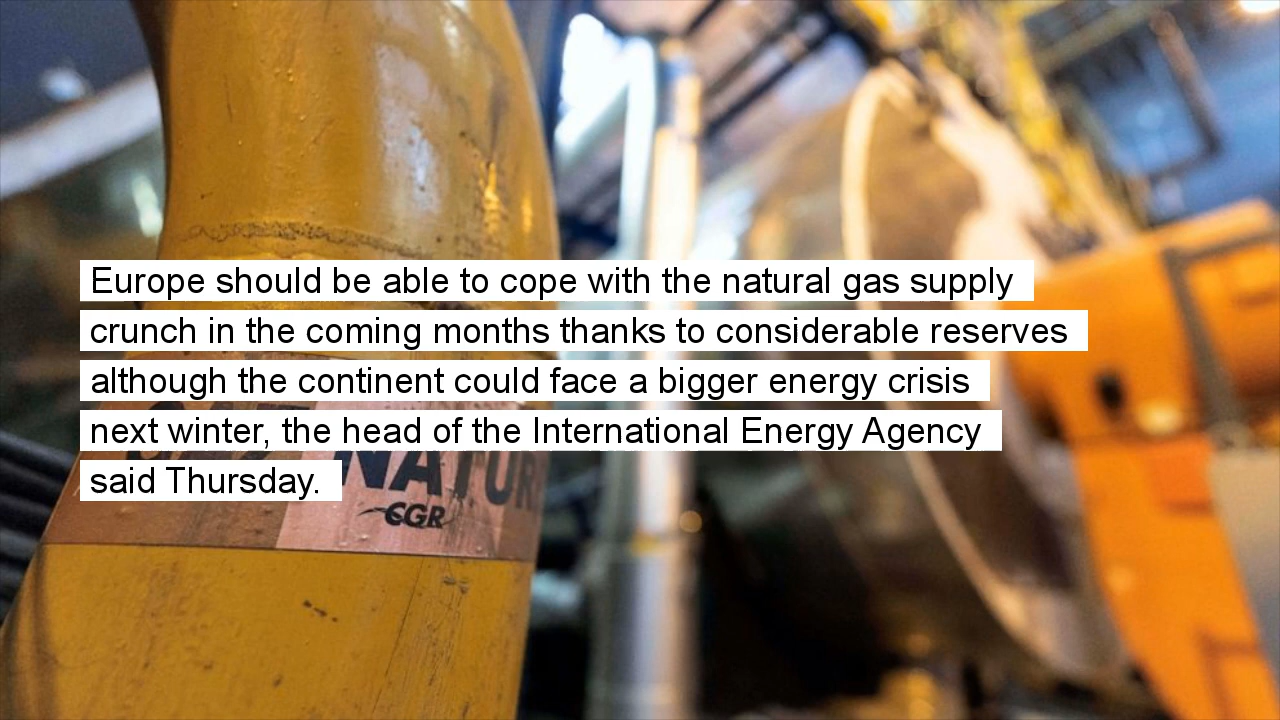 Europe should be able to cope with the natural gas supply
crunch in the coming months thanks to considerable reserves
although the continent could face a bigger energy crisis
next winter, the head of the International Energy Agency
said Thursday.
CGR